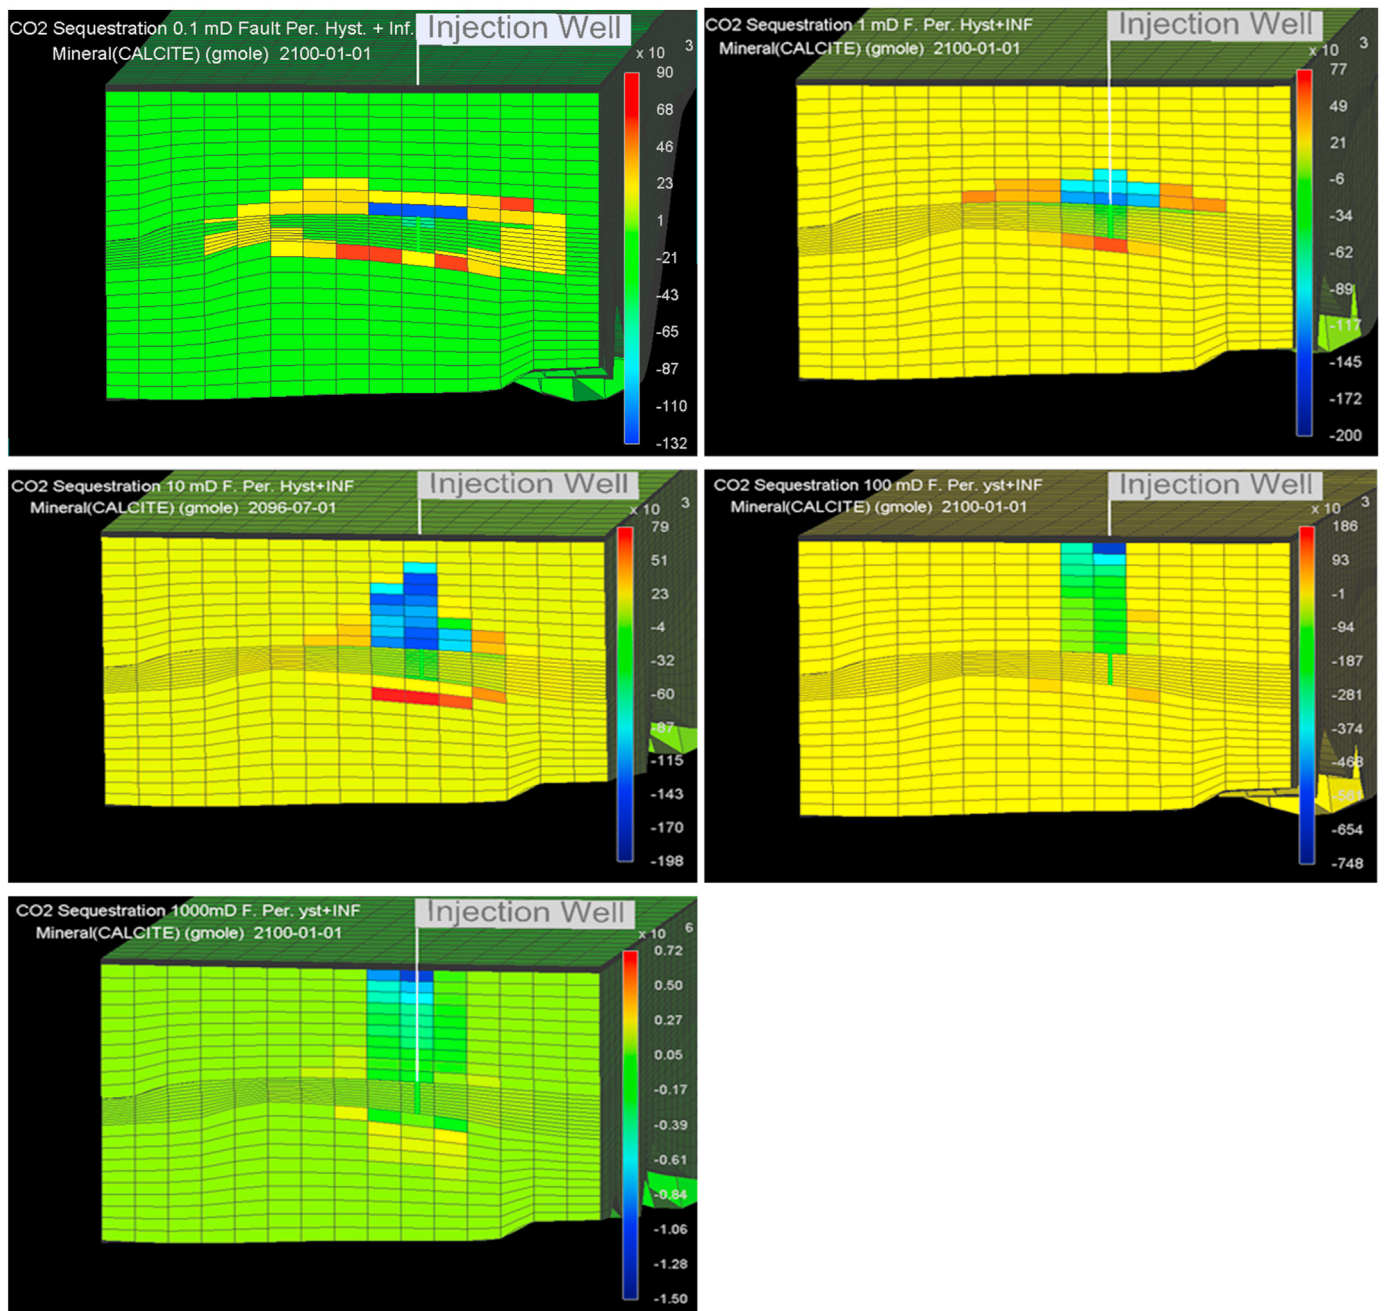 CO2 Sequestration 0.1 mD Fault Per. Hyst. + Inf.
Injection Well
Mineral(CALCITE) (gmole) 2100-01-01
x 10 3
90
68
46
23
1
-21
-43
-65
-87
-110
-132
CO2 Sequestration 1 mD F. Per. Hyst+INF
Injection Well
Mineral(CALCITE) (gmole) 2100-01-01
x 10 3
77
49
21
-6
-34
-62
-89
-117
-145
-172
-200
CO2 Sequestration 10 mD F. Per. Hyst+INF
Injection Well
Mineral(CALCITE) (gmole) 2096-07-01
x 10 3
79
51
23
-4
-32
-60
-87
-115
-143
-170
-198
CO2 Sequestration 100 mD F. Per. yst+INF
Injection Well
Mineral(CALCITE) (gmole) 2100-01-01
x 10 3
186
93
-1
-94
-187
-281
-374
-468
-561
-654
-748
CO2 Sequestration 1000mD F. Per. yst+INF
Injection Well
Mineral(CALCITE) (gmole) 2100-01-01
x 10 6
0.72
0.50
0.27
0.05
-0.17
-0.39
-0.61
-0.84
-1.06
-1.28
-1.50